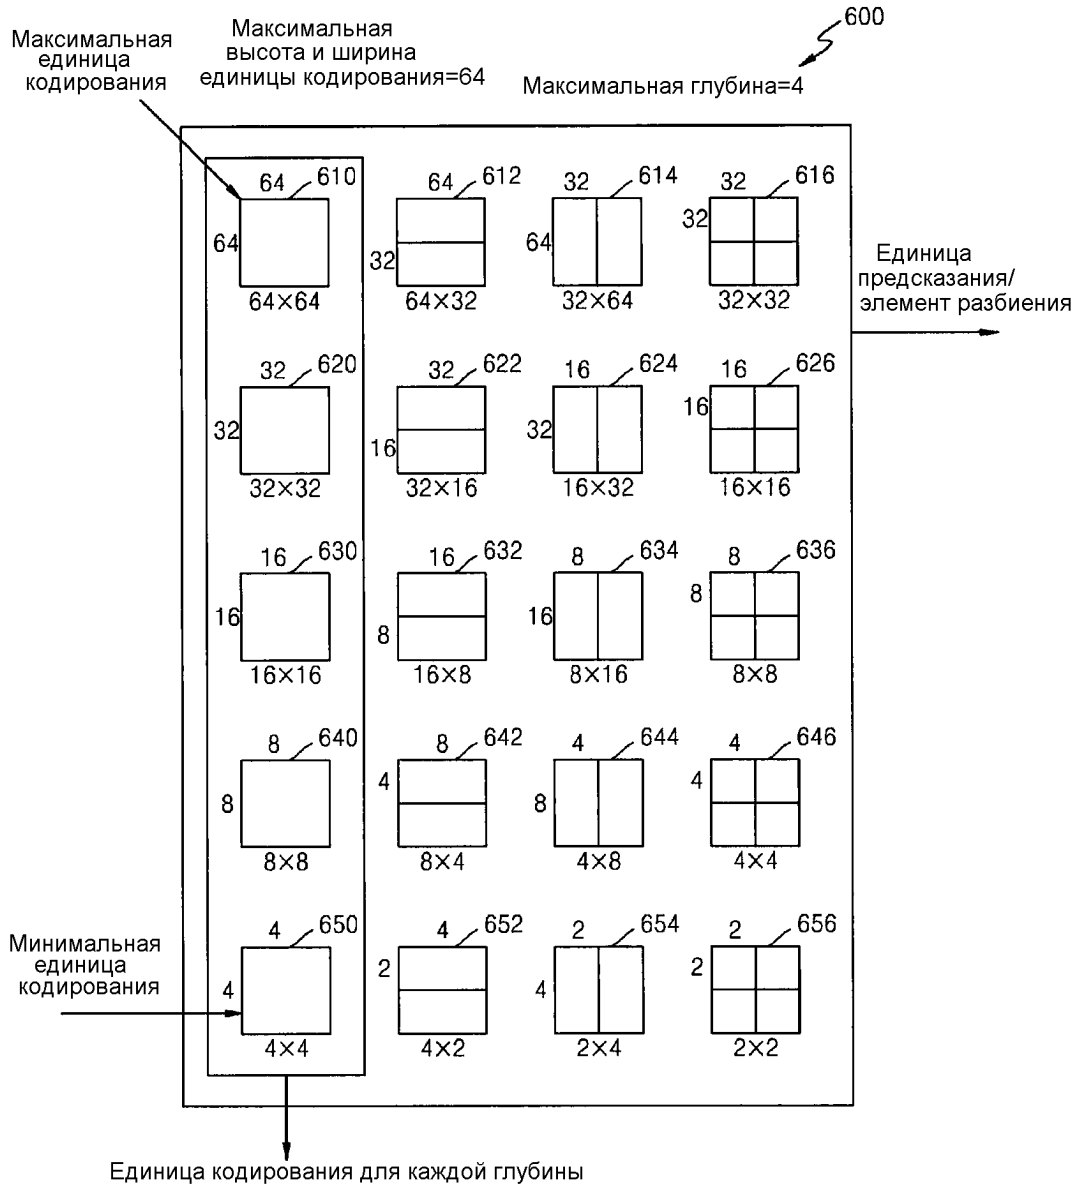 600
Максимальная
единица
кодирования
Максимальная
высота и ширина
единицы кодирования=64
Максимальная глубина=4
64 610 64 612 32 614 32 616
64 32 64 32
64×64 64×32 32×64 32×32
Единица
предсказания/
элемент разбиения
32 620 32 622 16 624 16 626
32 16 32 16
32×32 32×16 16×32 16×16
16 630 16 632 8 634 8 636
16 8 16 8
16×16 16×8 8×16 8×8
8 640 8 642 4 644 4 646
8 4 8 4
8×8 8×4 4×8 4×4
4 650 4 652 2 654 2 656
4 2 4 2
4×4 4×2 2×4 2×2
Минимальная
единица
кодирования
Единица кодирования для каждой глубины